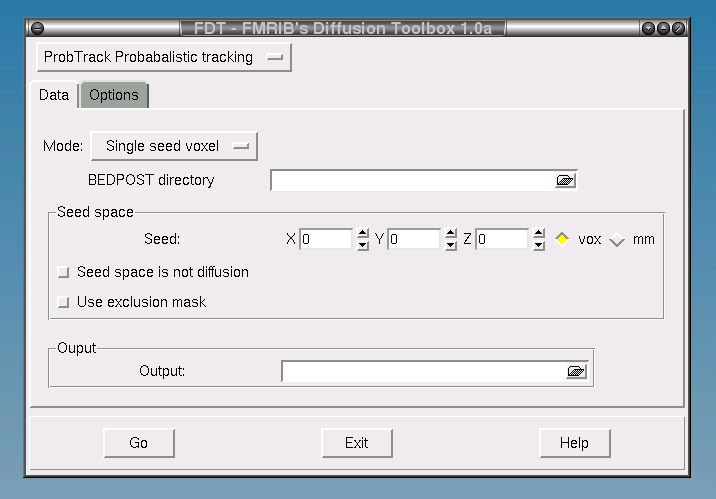 FDT - FMRIB's Diffusion Toolbox 1.0a
ProbTrack Probabalistic tracking
Data Options
Mode: Single seed voxel
BEDPOST directory
Seed space
Seed: X 0 Y 0 Z 0 vox mm
Seed space is not diffusion
Use exclusion mask
Ouput
Output:
Go Exit Help